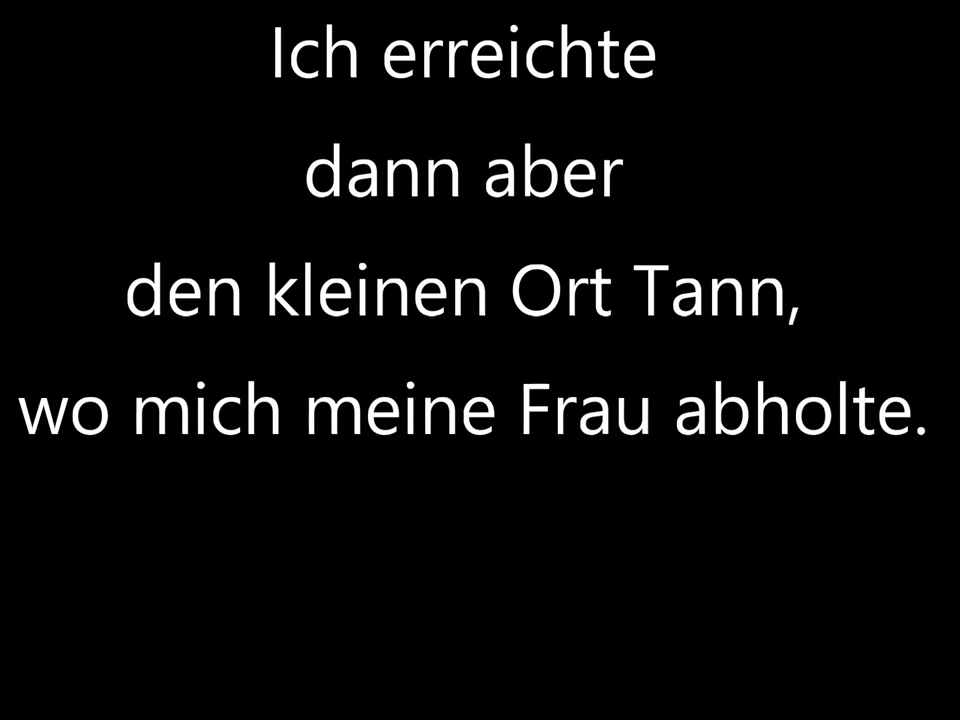 Ich erreichte
dann aber
den kleinen Ort Tann,
wo mich meine Frau abholte.